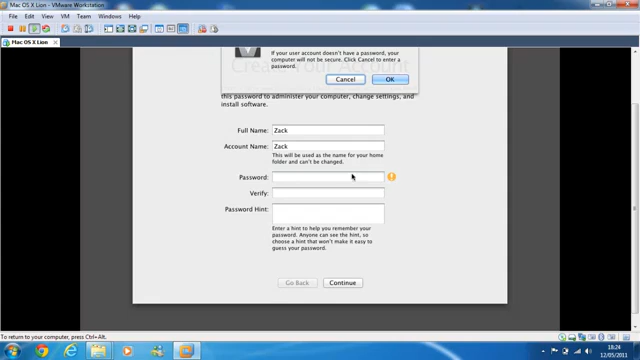 Mac OS X Lion - VMware Workstation
File Edit View VM Team Windows Help
Mac OS X Lion
If your user account doesn't have a password, your
computer will not be secure. Click Cancel to enter a
password.
Create Your Account
Cancel OK
this password to administer your computer, change settings, and
install software.
Full Name: Zack
Account Name: Zack
This will be used as the name for your home
folder and can't be changed.
Password:
Verify:
Password Hint:
Enter a hint to help you remember your
password. Anyone can see the hint, so
choose a hint that won't make it easy to
guess your password.
Go Back Continue
To return to your computer, press Ctrl+Alt.
18:24
12/05/2011